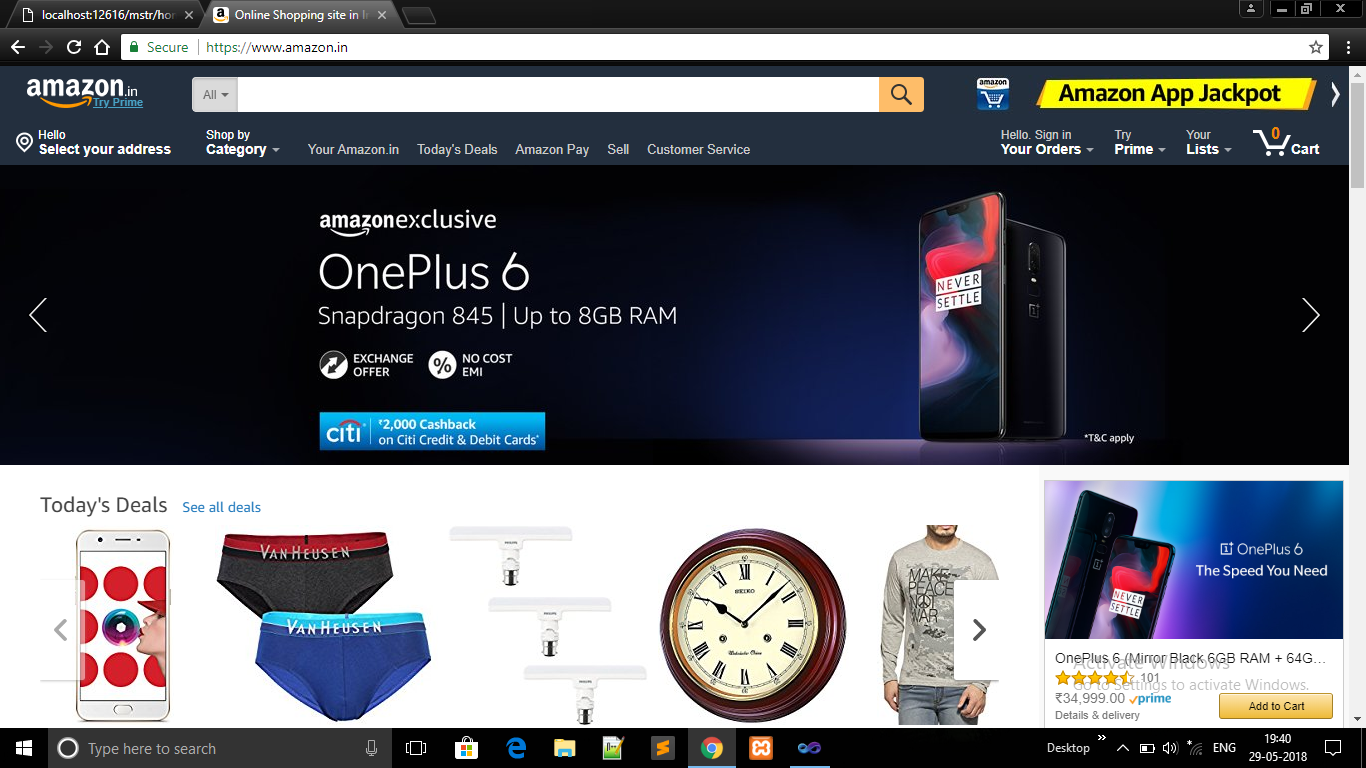 localhost:12616/mstr/hor
Online Shopping site in In
Secure
https://www.amazon.in
amazon.in
Try Prime
All
amazon
Amazon App Jackpot
Hello
Select your address
Shop by
Category
Your Amazon.in
Today's Deals
Amazon Pay
Sell
Customer Service
Hello. Sign in
Your Orders
Try
Prime
Your
Lists
0
Cart
amazonexclusive
OnePlus 6
Snapdragon 845 | Up to 8GB RAM
EXCHANGE
OFFER
%
NO COST
EMI
citi
₹2,000 Cashback
on Citi Credit & Debit Cards*
NEVER
SETTLE
*T&C apply
Today's Deals
See all deals
VANHEUSEN
VANHEUSEN
PHILIPS
PHILIPS
PHILIPS
SEIKO
MAKE
PEACE
NOT
WAR
OnePlus 6
The Speed You Need
NEVER
SETTLE
OnePlus 6 (Mirror Black 6GB RAM + 64G...
101
₹34,999.00
prime
Details & delivery
Add to Cart
Activate Windows
Go to Settings to activate Windows.
Type here to search
Desktop
ENG
19:40
29-05-2018